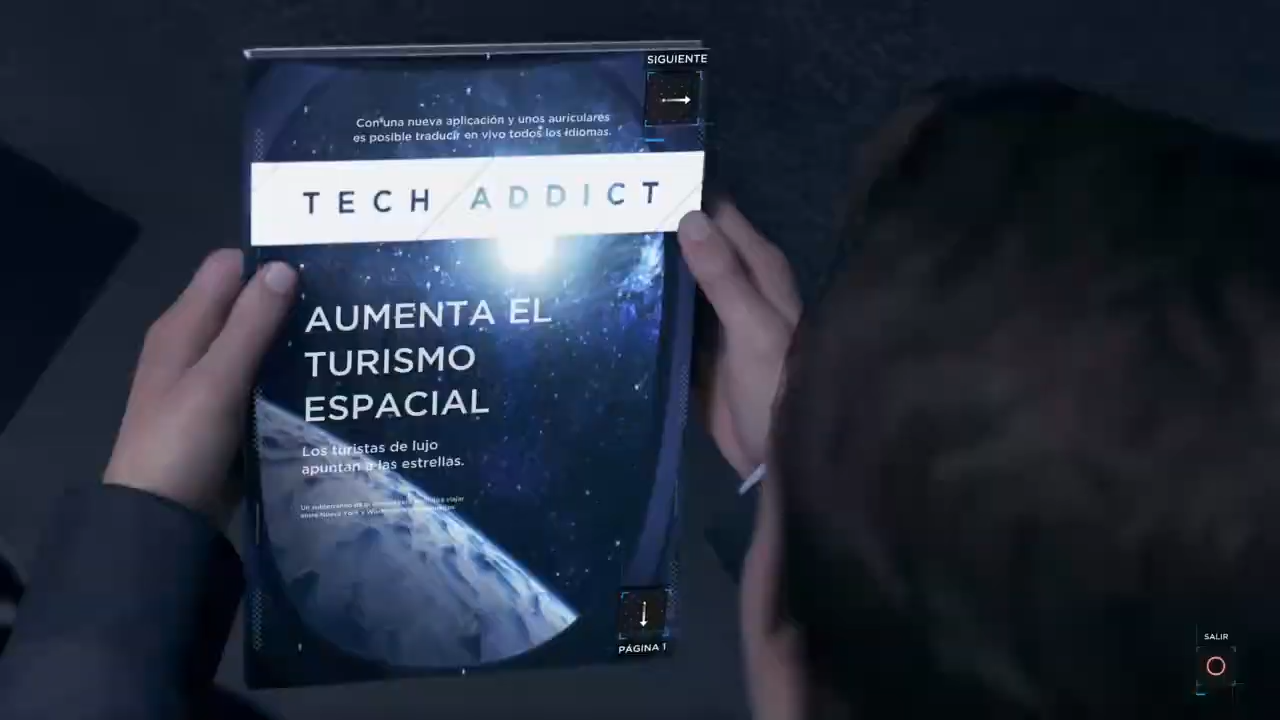 SIGUIENTE
Con una nueva aplicación y unos auriculares
es posible traducir en vivo todos los idiomas.
TECH ADDICT
AUMENTA EL
TURISMO
ESPACIAL
Los turistas de lujo
apuntan a las estrellas.
PÁGINA 1
SALIR